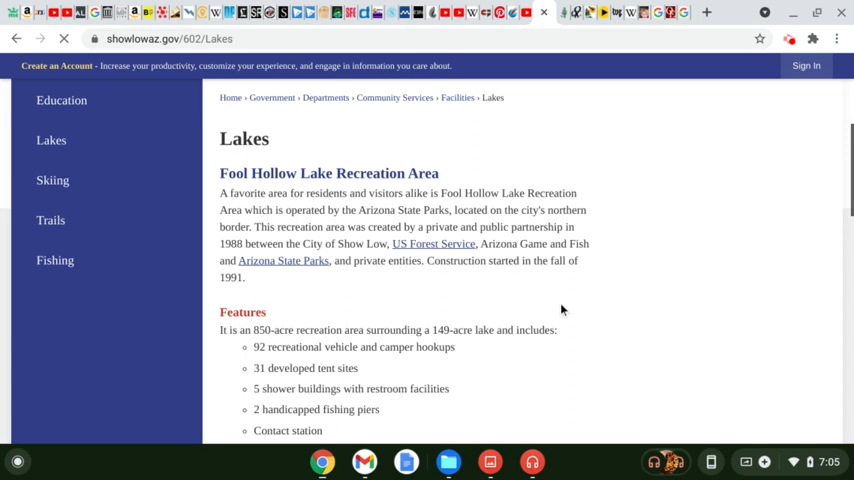 showlowaz.gov/602/Lakes
Create an Account - Increase your productivity, customize your experience, and engage in information you care about.
Sign In
Education
Lakes
Skiing
Trails
Fishing
Home › Government › Departments › Community Services › Facilities › Lakes
Lakes
Fool Hollow Lake Recreation Area
A favorite area for residents and visitors alike is Fool Hollow Lake Recreation
Area which is operated by the Arizona State Parks, located on the city's northern
border. This recreation area was created by a private and public partnership in
1988 between the City of Show Low, US Forest Service, Arizona Game and Fish
and Arizona State Parks, and private entities. Construction started in the fall of
1991.
Features
It is an 850-acre recreation area surrounding a 149-acre lake and includes:
92 recreational vehicle and camper hookups
31 developed tent sites
5 shower buildings with restroom facilities
2 handicapped fishing piers
Contact station
7:05